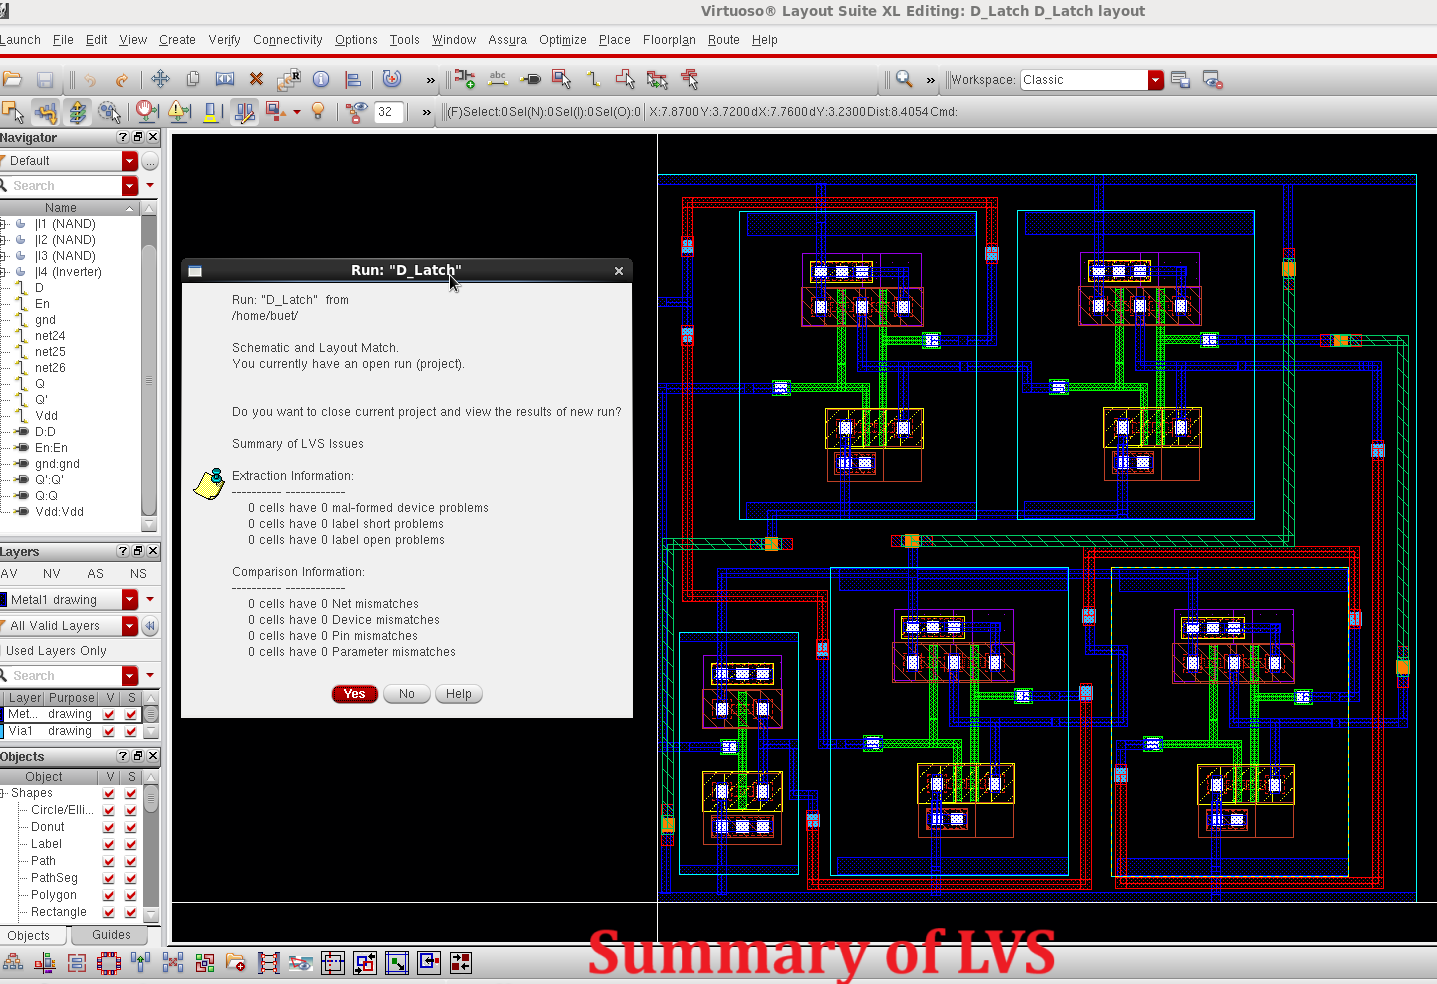 Virtuoso® Layout Suite XL Editing: D_Latch D_Latch layout
Launch File Edit View Create Verify Connectivity Options Tools Window Assura Optimize Place Floorplan Route Help
» abc » Workspace: Classic
32 » (F)Select:0 Sel(N):0 Sel(I):0 Sel(O):0 X:7.8700 Y:3.7200 dX:7.7600 dY:3.2300 Dist:8.4054 Cmd:
Navigator
Default
Search
Name
|I1 (NAND)
|I2 (NAND)
|I3 (NAND)
|I4 (Inverter)
D
En
gnd
net24
net25
net26
Q
Q'
Vdd
D:D
En:En
gnd:gnd
Q':Q'
Q:Q
Vdd:Vdd
Layers
AV NV AS NS
Metal1 drawing
All Valid Layers
Used Layers Only
Search
Layer Purpose V S
Met... drawing
Via1 drawing
Objects
Object V S
Shapes
Circle/Elli...
Donut
Label
Path
PathSeg
Polygon
Rectangle
Objects Guides
Run: "D_Latch"
Run: "D_Latch" from
/home/buet/
Schematic and Layout Match.
You currently have an open run (project).
Do you want to close current project and view the results of new run?
Summary of LVS Issues
Extraction Information:
---------- ------------
0 cells have 0 mal-formed device problems
0 cells have 0 label short problems
0 cells have 0 label open problems
Comparison Information:
---------- ------------
0 cells have 0 Net mismatches
0 cells have 0 Device mismatches
0 cells have 0 Pin mismatches
0 cells have 0 Parameter mismatches
Yes No Help
Summary of LVS